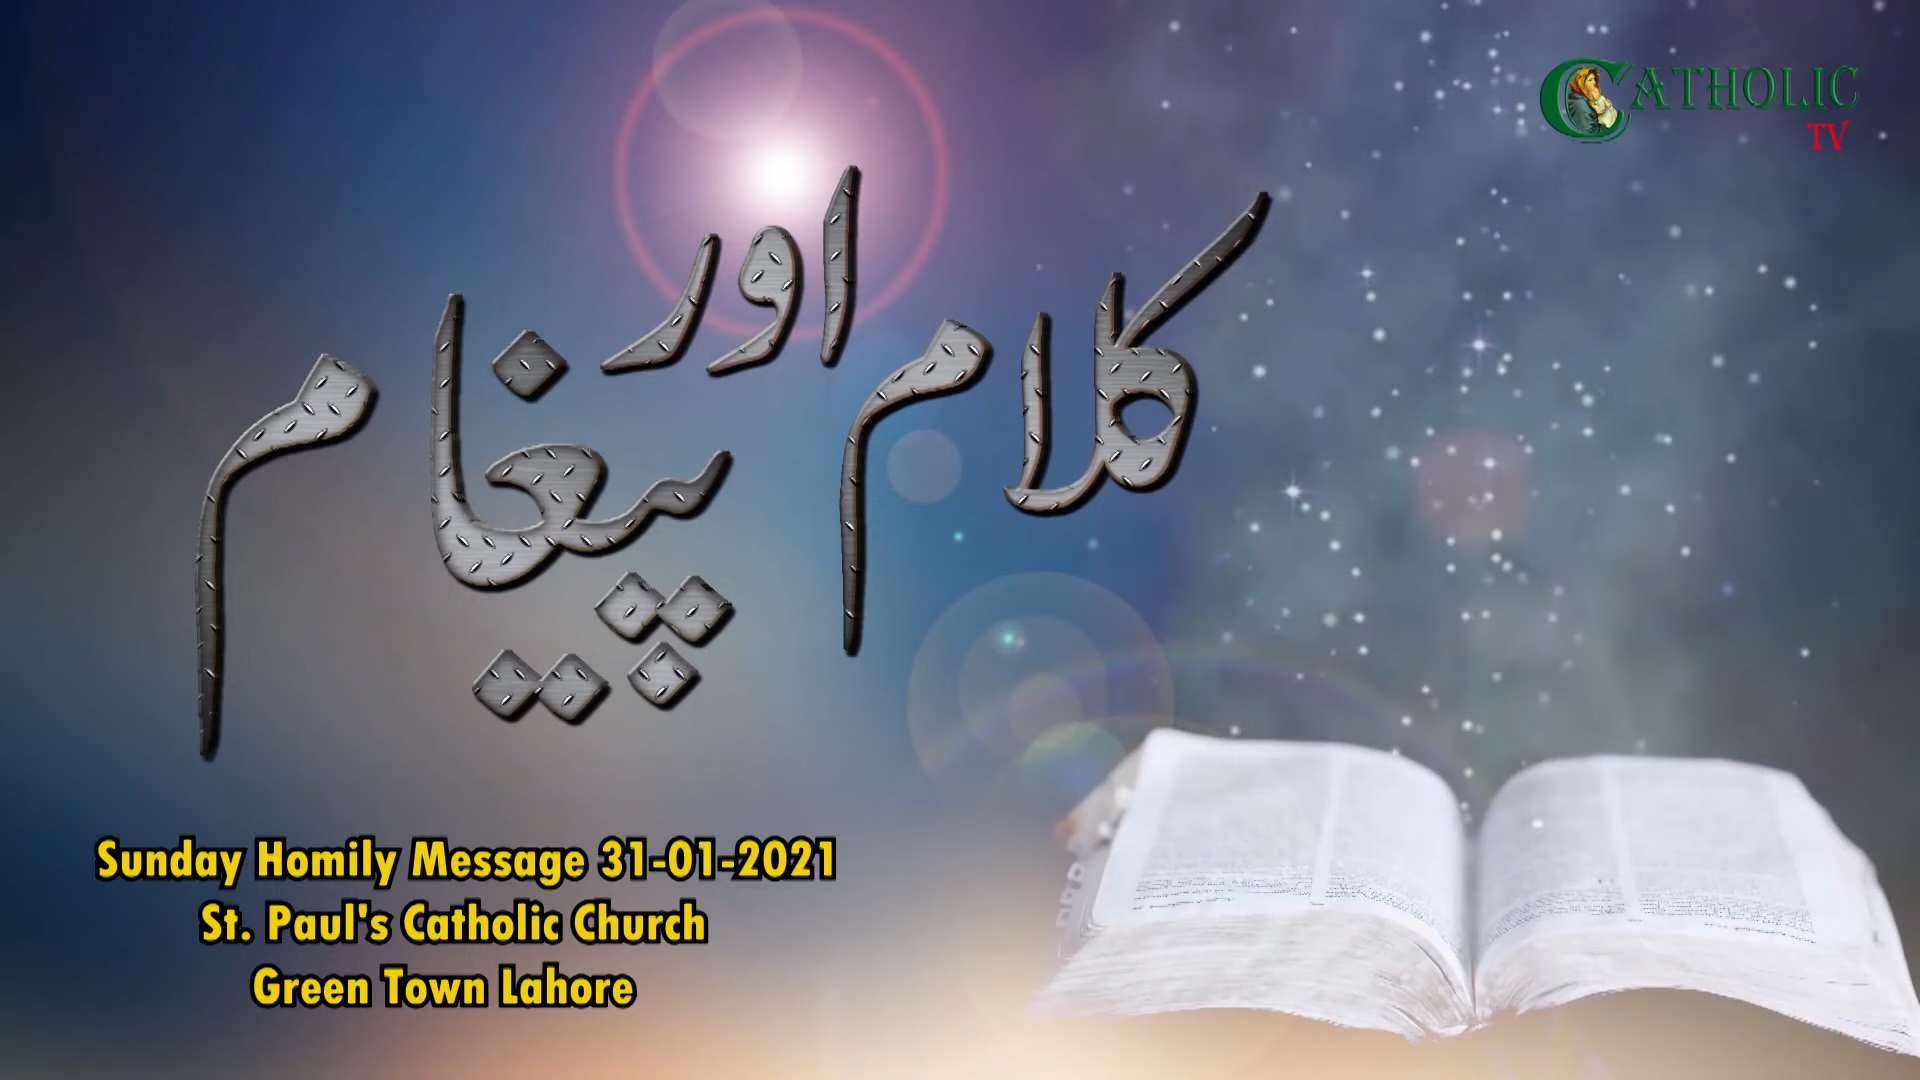 CATHOLIC
TV
کلام اور پیغام
Sunday Homily Message 31-01-2021
St. Paul's Catholic Church
Green Town Lahore